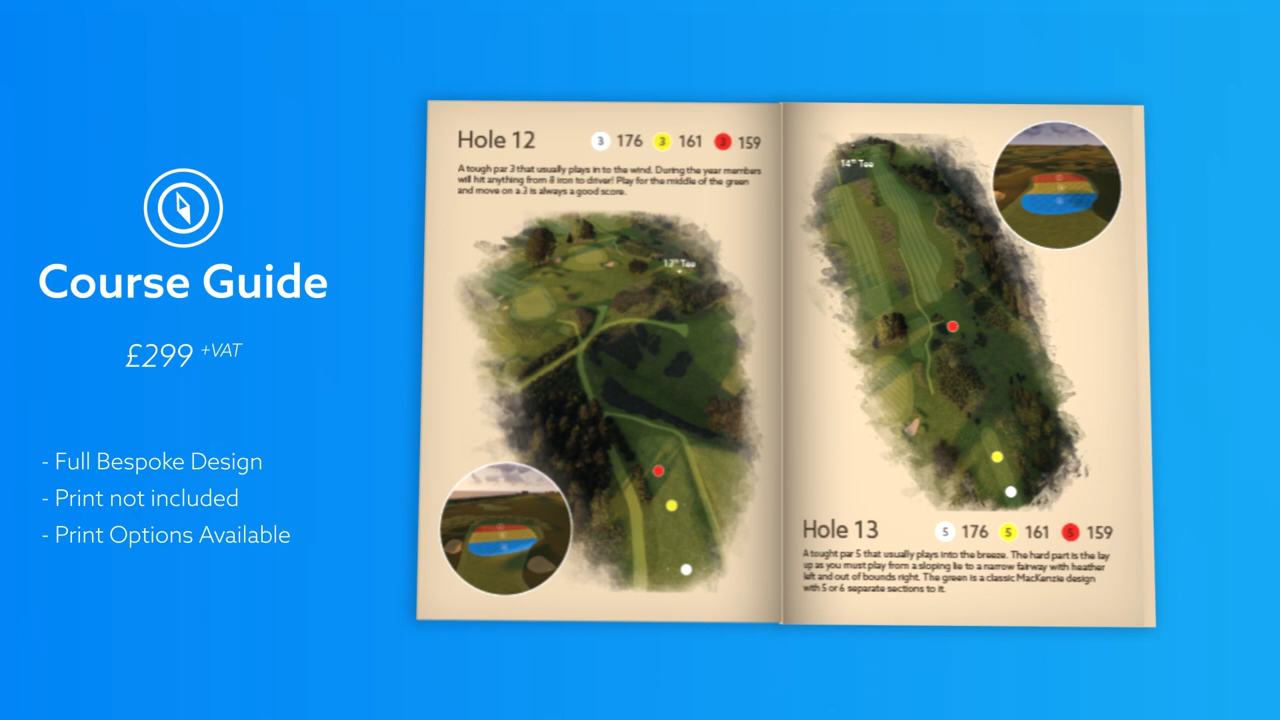 Course Guide
£299 +VAT
- Full Bespoke Design
- Print not included
- Print Options Available
Hole 12
3 176 3 161 3 159
A tough par 3 that usually plays in to the wind. During the year members
will hit anything from 8 iron to driver! Play for the middle of the green
and move on a 3 is always a good score.
13th Tee
14th Tee
Hole 13
5 176 5 161 5 159
A tought par 5 that usually plays into the breeze. The hard part is the lay
up as you must play from a sloping lie to a narrow fairway with heather
left and out of bounds right. The green is a classic MacKenzie design
with 5 or 6 separate sections to it.